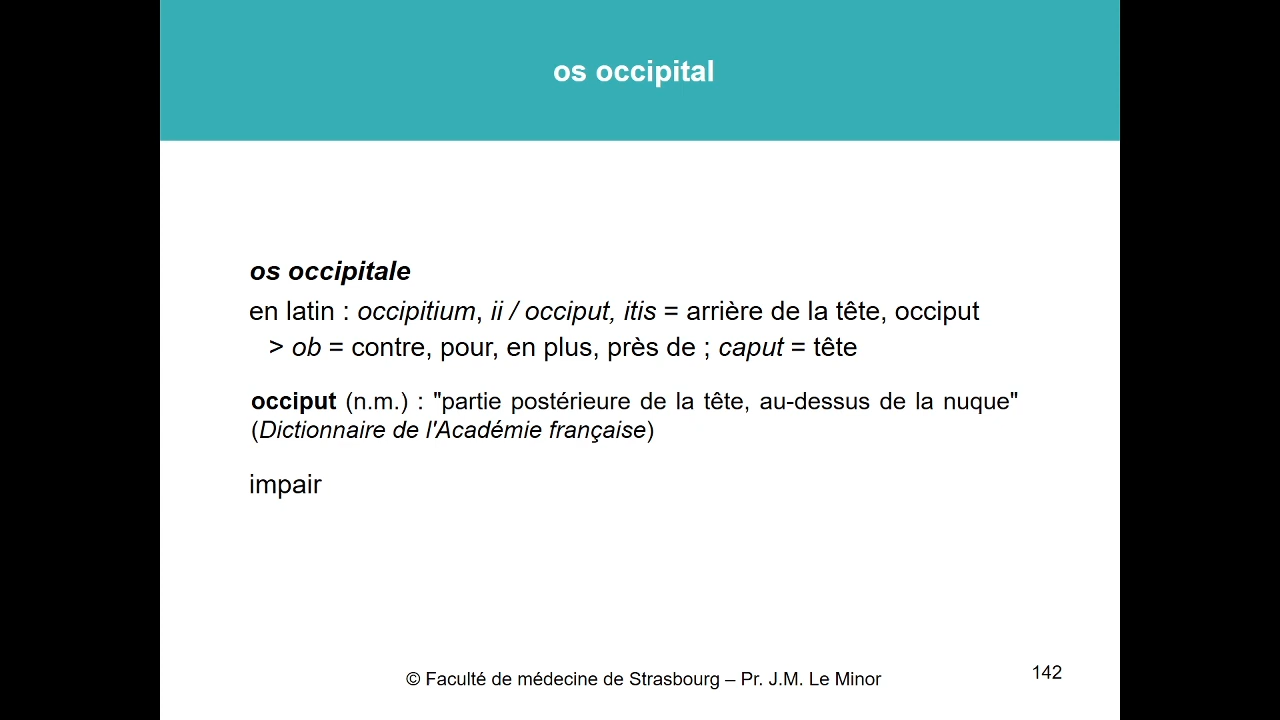 os occipital
os occipitale
en latin : occipitium, ii / occiput, itis = arrière de la tête, occiput
> ob = contre, pour, en plus, près de ; caput = tête
occiput (n.m.) : "partie postérieure de la tête, au-dessus de la nuque"
(Dictionnaire de l'Académie française)
impair
© Faculté de médecine de Strasbourg – Pr. J.M. Le Minor
142